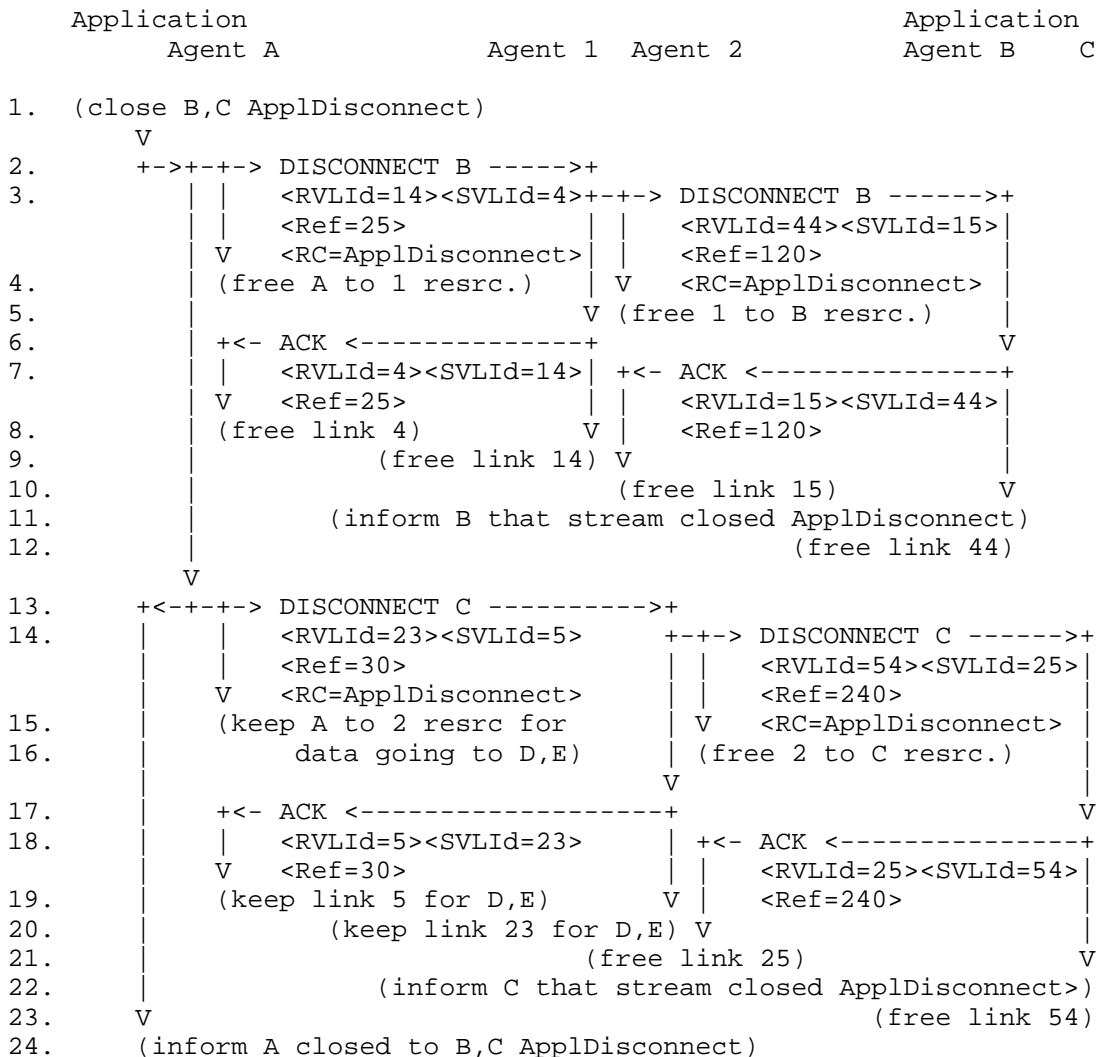 Application                                         Application
          Agent A                Agent 1  Agent 2            Agent B    C

1.  (close B,C ApplDisconnect)
        V
2.      +->+-+-> DISCONNECT B ----->+
3.         | |   <RVLId=14><SVLId=4>+-+-> DISCONNECT B ------>+
           | |   <Ref=25>           | |   <RVLId=44><SVLId=15>|
           | V   <RC=ApplDisconnect>| |   <Ref=120>           |
4.         | (free A to 1 resrc.)   | V   <RC=ApplDisconnect> |
5.         |                        V (free 1 to B resrc.)    |
6.         | +<- ACK <--------------+                         V
7.         | |   <RVLId=4><SVLId=14>| +<- ACK <---------------+
           | V   <Ref=25>           | |   <RVLId=15><SVLId=44>|
8.         | (free link 4)          V |   <Ref=120>           |
9.         |           (free link 14) V                       |
10.        |                          (free link 15)          V
11.        |        (inform B that stream closed ApplDisconnect)
12.        |                                     (free link 44)
           V
13.     +<-+-+-> DISCONNECT C ---------->+
14.     |    |   <RVLId=23><SVLId=5>     +-+-> DISCONNECT C ------>+
        |    |   <Ref=30>                | |   <RVLId=54><SVLId=25>|
        |    V   <RC=ApplDisconnect>     | |   <Ref=240>           |
15.     |    (keep A to 2 resrc for      | V   <RC=ApplDisconnect> |
16.     |          data going to D,E)    | (free 2 to C resrc.)    |
        |                                V                         |
17.     |    +<- ACK <-------------------+                         V
18.     |    |   <RVLId=5><SVLId=23>     | +<- ACK <---------------+
        |    V   <Ref=30>                | |   <RVLId=25><SVLId=54>|
19.     |    (keep link 5 for D,E)       V |   <Ref=240>           |
20.     |            (keep link 23 for D,E) V                      |
21.     |                            (free link 25)                V
22.     |               (inform C that stream closed ApplDisconnect>)
23.     V                                               (free link 54)
24.     (inform A closed to B,C ApplDisconnect)